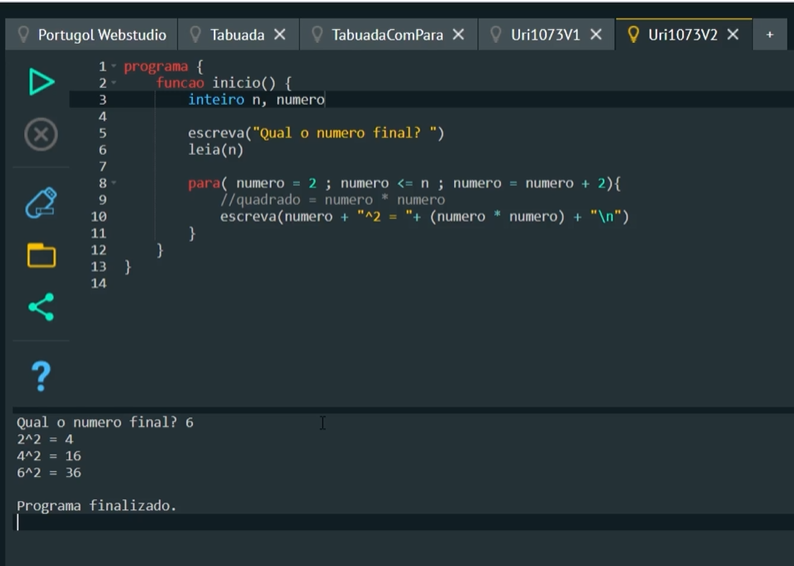 Portugol Webstudio Tabuada TabuadaComPara Uri1073V1 Uri1073V2 +
1 programa {
2 funcao inicio() {
3 inteiro n, numero
4
5 escreva("Qual o numero final? ")
6 leia(n)
7
8 para( numero = 2 ; numero <= n ; numero = numero + 2){
9 //quadrado = numero * numero
10 escreva(numero + "^2 = "+ (numero * numero) + "\n")
11 }
12 }
13 }
14
?
Qual o numero final? 6
2^2 = 4
4^2 = 16
6^2 = 36
Programa finalizado.